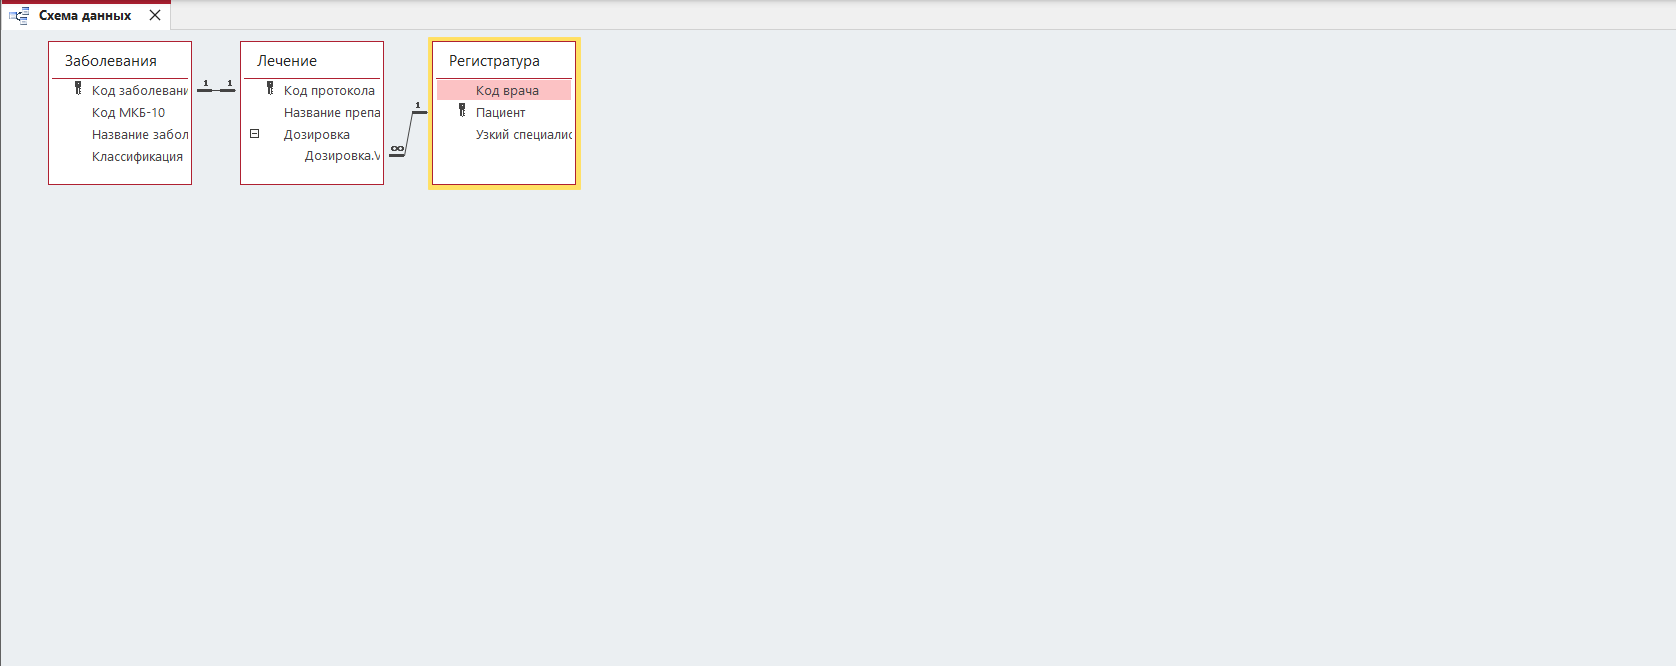 Схема данных
Заболевания
Код заболевани
Код МКБ-10
Название забол
Классификация
1 1
Лечение
Код протокола
Название препа
Дозировка
Дозировка.V
∞ 1
Регистратура
Код врача
Пациент
Узкий специалис